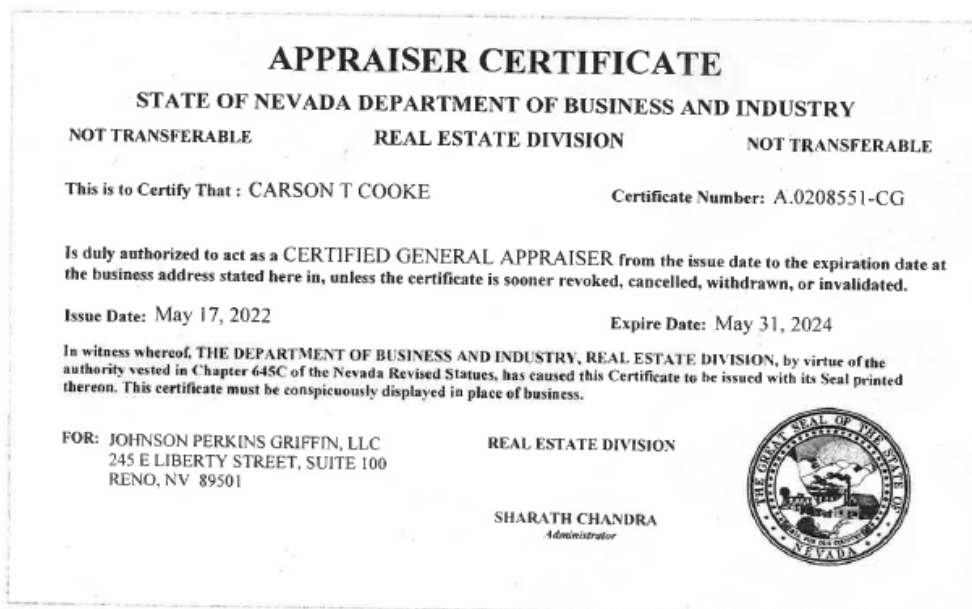 APPRAISER CERTIFICATE
STATE OF NEVADA DEPARTMENT OF BUSINESS AND INDUSTRY
NOT TRANSFERABLE REAL ESTATE DIVISION NOT TRANSFERABLE
This is to Certify That : CARSON T COOKE Certificate Number: A.0208551-CG
Is duly authorized to act as a CERTIFIED GENERAL APPRAISER from the issue date to the expiration date at
the business address stated here in, unless the certificate is sooner revoked, cancelled, withdrawn, or invalidated.
Issue Date: May 17, 2022 Expire Date: May 31, 2024
In witness whereof, THE DEPARTMENT OF BUSINESS AND INDUSTRY, REAL ESTATE DIVISION, by virtue of the
authority vested in Chapter 645C of the Nevada Revised Statues, has caused this Certificate to be issued with its Seal printed
thereon. This certificate must be conspicuously displayed in place of business.
FOR: JOHNSON PERKINS GRIFFIN, LLC REAL ESTATE DIVISION
245 E LIBERTY STREET, SUITE 100
RENO, NV 89501
SHARATH CHANDRA
Administrator
THE GREAT SEAL OF THE STATE OF
NEVADA